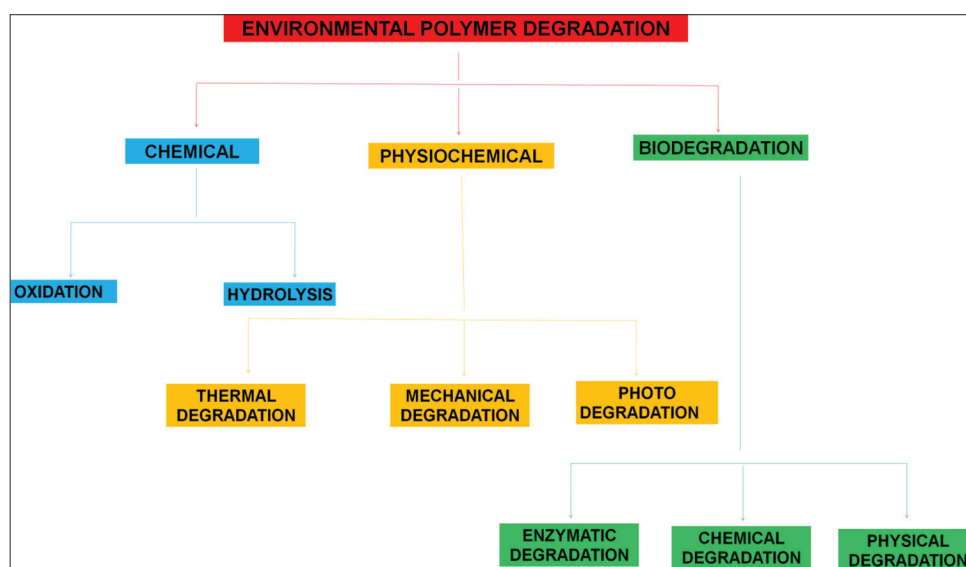 ENVIRONMENTAL POLYMER DEGRADATION
CHEMICAL
PHYSIOCHEMICAL
BIODEGRADATION
OXIDATION
HYDROLYSIS
THERMAL
DEGRADATION
MECHANICAL
DEGRADATION
PHOTO
DEGRADATION
ENZYMATIC
DEGRADATION
CHEMICAL
DEGRADATION
PHYSICAL
DEGRADATION